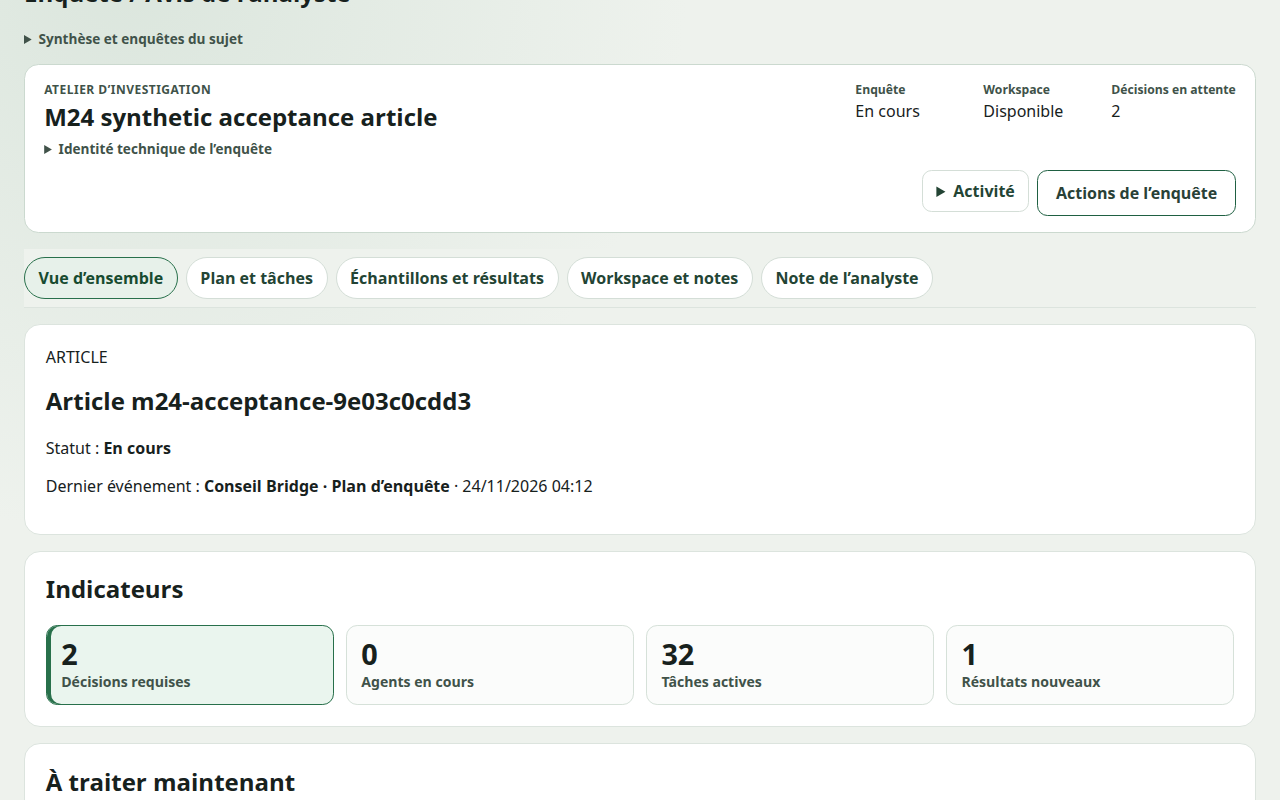 Enquête / Avis de l'analyste
Synthèse et enquêtes du sujet
ATELIER D’INVESTIGATION
M24 synthetic acceptance article
Identité technique de l’enquête
Enquête
En cours
Workspace
Disponible
Décisions en attente
2
Activité
Actions de l’enquête
Vue d’ensemble
Plan et tâches
Échantillons et résultats
Workspace et notes
Note de l’analyste
ARTICLE
Article m24-acceptance-9e03c0cdd3
Statut : En cours
Dernier événement : Conseil Bridge · Plan d’enquête · 24/11/2026 04:12
Indicateurs
2
Décisions requises
0
Agents en cours
32
Tâches actives
1
Résultats nouveaux
À traiter maintenant